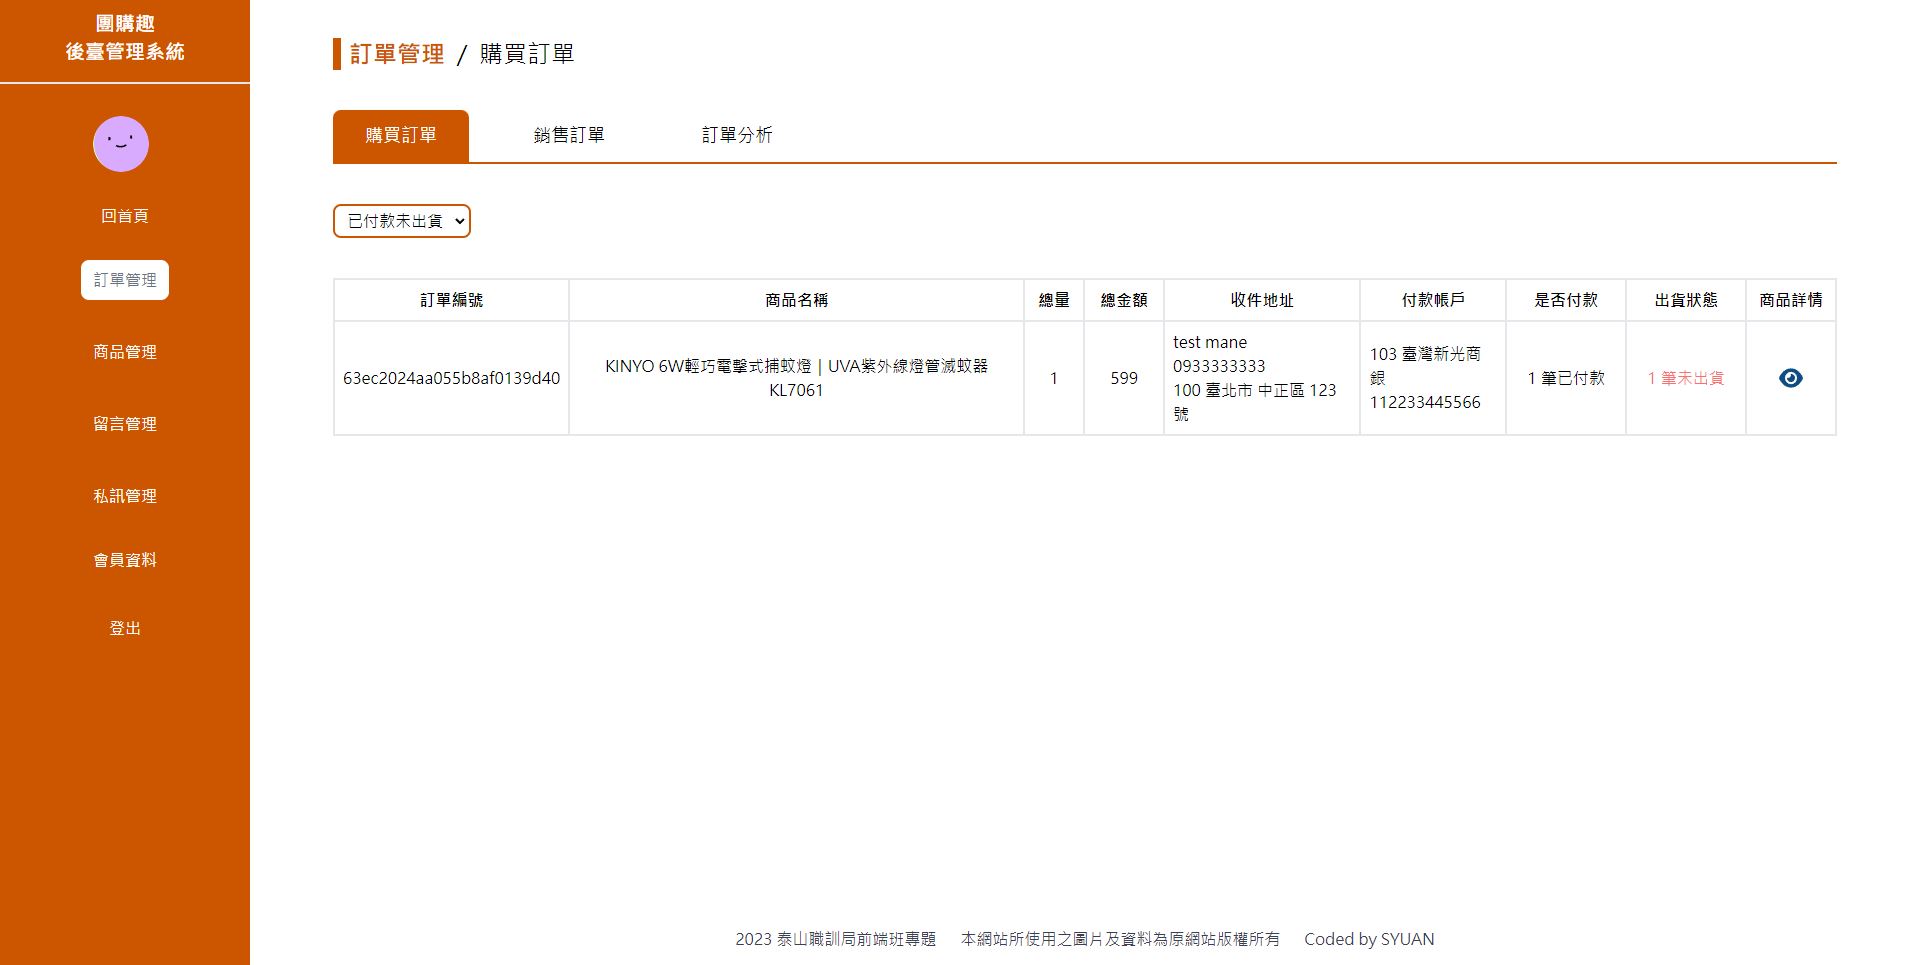 團購趣
後臺管理系統
回首頁
訂單管理
商品管理
留言管理
私訊管理
會員資料
登出
訂單管理 / 購買訂單
購買訂單 銷售訂單 訂單分析
已付款未出貨
訂單編號 商品名稱 總量 總金額 收件地址 付款帳戶 是否付款 出貨狀態 商品詳情
63ec2024aa055b8af0139d40
KINYO 6W輕巧電擊式捕蚊燈｜UVA紫外線燈管滅蚊器
KL7061
1
599
test mane
0933333333
100 臺北市 中正區 123
號
103 臺灣新光商
銀
112233445566
1 筆已付款
1 筆未出貨
2023 泰山職訓局前端班專題 本網站所使用之圖片及資料為原網站版權所有 Coded by SYUAN